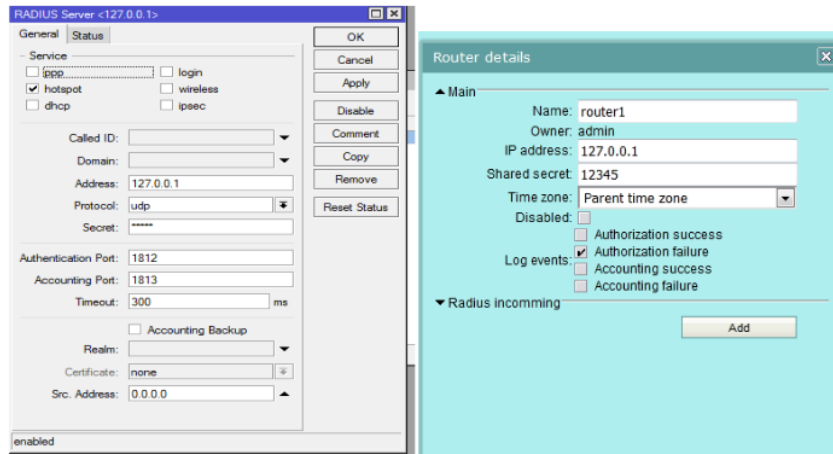 RADIUS Server <127.0.0.1>
General Status
Service
ppp login
hotspot wireless
dhcp ipsec
Called ID:
Domain:
Address: 127.0.0.1
Protocol: udp
Secret: *****
Authentication Port: 1812
Accounting Port: 1813
Timeout: 300 ms
Accounting Backup
Realm:
Certificate: none
Src. Address: 0.0.0.0
enabled
OK
Cancel
Apply
Disable
Comment
Copy
Remove
Reset Status
Router details
Main
Name: router1
Owner: admin
IP address: 127.0.0.1
Shared secret: 12345
Time zone: Parent time zone
Disabled:
Log events:
Authorization success
Authorization failure
Accounting success
Accounting failure
Radius incomming
Add